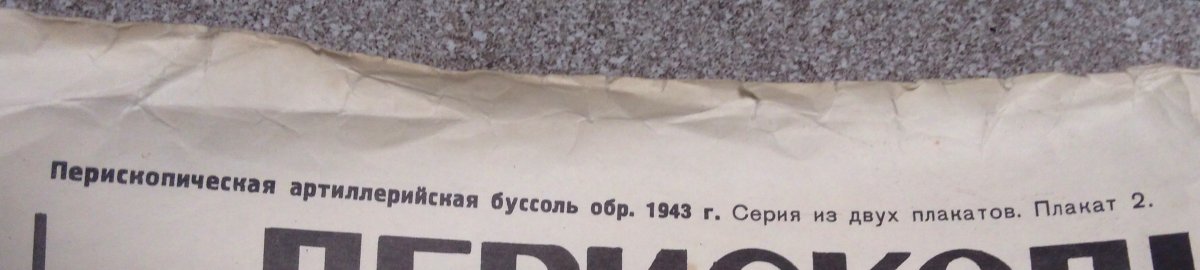 Перископическая артиллерийская буссоль обр. 1943 г. Серия из двух плакатов. Плакат 2.